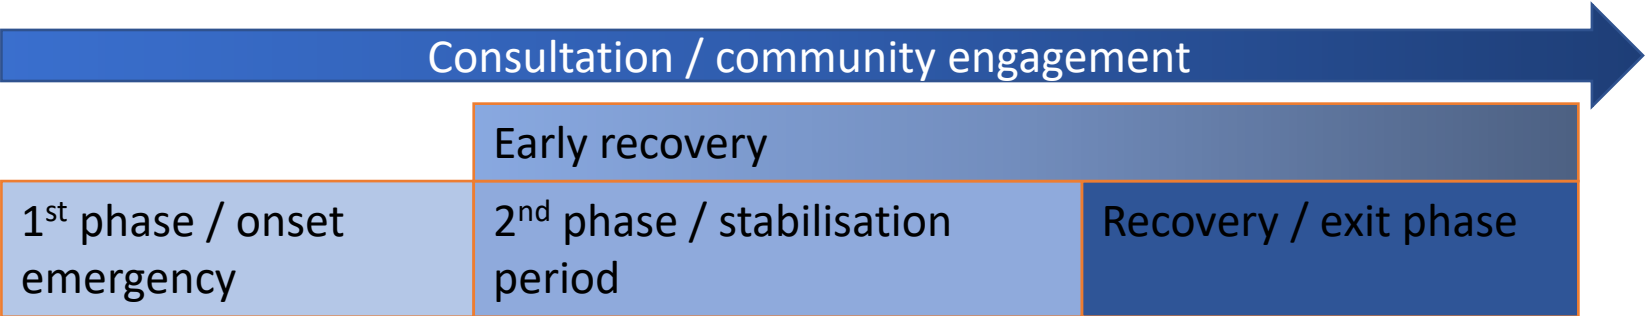 Consultation / community engagement
Early recovery
1st phase / onset
emergency
2nd phase / stabilisation
period
Recovery / exit phase